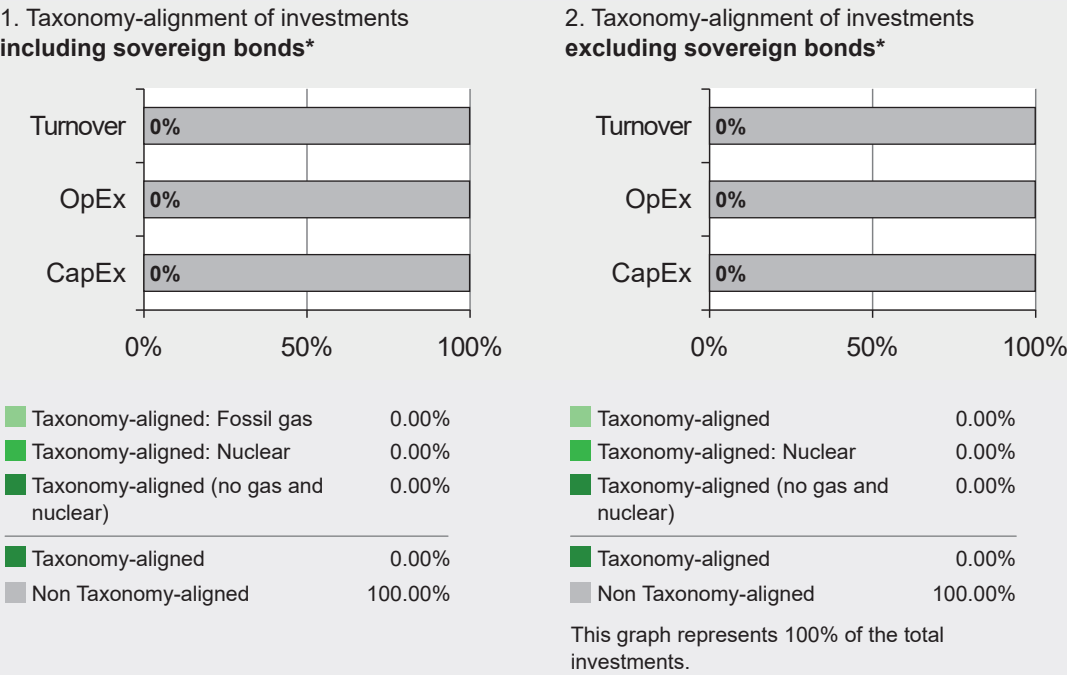 1. Taxonomy-alignment of investments
including sovereign bonds*
Turnover
0%
OpEx
0%
CapEx
0%
0%
50%
100%
Taxonomy-aligned: Fossil gas 0.00%
Taxonomy-aligned: Nuclear 0.00%
Taxonomy-aligned (no gas and 0.00%
nuclear)
Taxonomy-aligned 0.00%
Non Taxonomy-aligned 100.00%
2. Taxonomy-alignment of investments
excluding sovereign bonds*
Turnover
0%
OpEx
0%
CapEx
0%
0%
50%
100%
Taxonomy-aligned 0.00%
Taxonomy-aligned: Nuclear 0.00%
Taxonomy-aligned (no gas and 0.00%
nuclear)
Taxonomy-aligned 0.00%
Non Taxonomy-aligned 100.00%
This graph represents 100% of the total
investments.